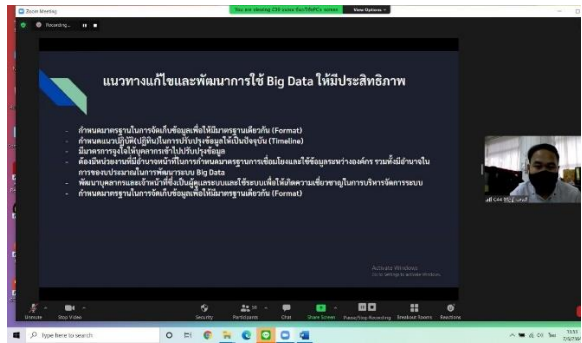 Zoom Meeting
View Options
Recording...
แนวทางแก้ไขและพัฒนาการใช้ Big Data ให้มีประสิทธิภาพ
- กำหนดมาตรฐานในการจัดเก็บข้อมูลเพื่อให้มีมาตรฐานเดียวกัน (Format)
- กำหนดแนวปฏิบัติ(ปฏิทิน)ในการปรับปรุงข้อมูลให้เป็นปัจจุบัน (Timeline)
- มีมาตรการจูงใจให้บุคลากรเข้าไปปรับปรุงข้อมูล
- ต้องมีหน่วยงานที่มีอำนาจหน้าที่ในการกำหนดมาตรฐานการเชื่อมโยงและใช้ข้อมูลระหว่างองค์กร รวมทั้งมีอำนาจใน
การของบประมาณในการพัฒนาระบบ Big Data
- พัฒนาบุคลากรและเจ้าหน้าที่ซึ่งเป็นผู้ดูแลระบบและใช้ระบบเพื่อให้เกิดความเชี่ยวชาญในการบริหารจัดการระบบ
- กำหนดมาตรฐานในการจัดเก็บข้อมูลเพื่อให้มีมาตรฐานเดียวกัน (Format)
Activate Windows
Go to Settings to activate Windows.
Unmute
Stop Video
Security
Participants
Chat
Share Screen
Pause/Stop Recording
Breakout Rooms
Reactions
Type here to search